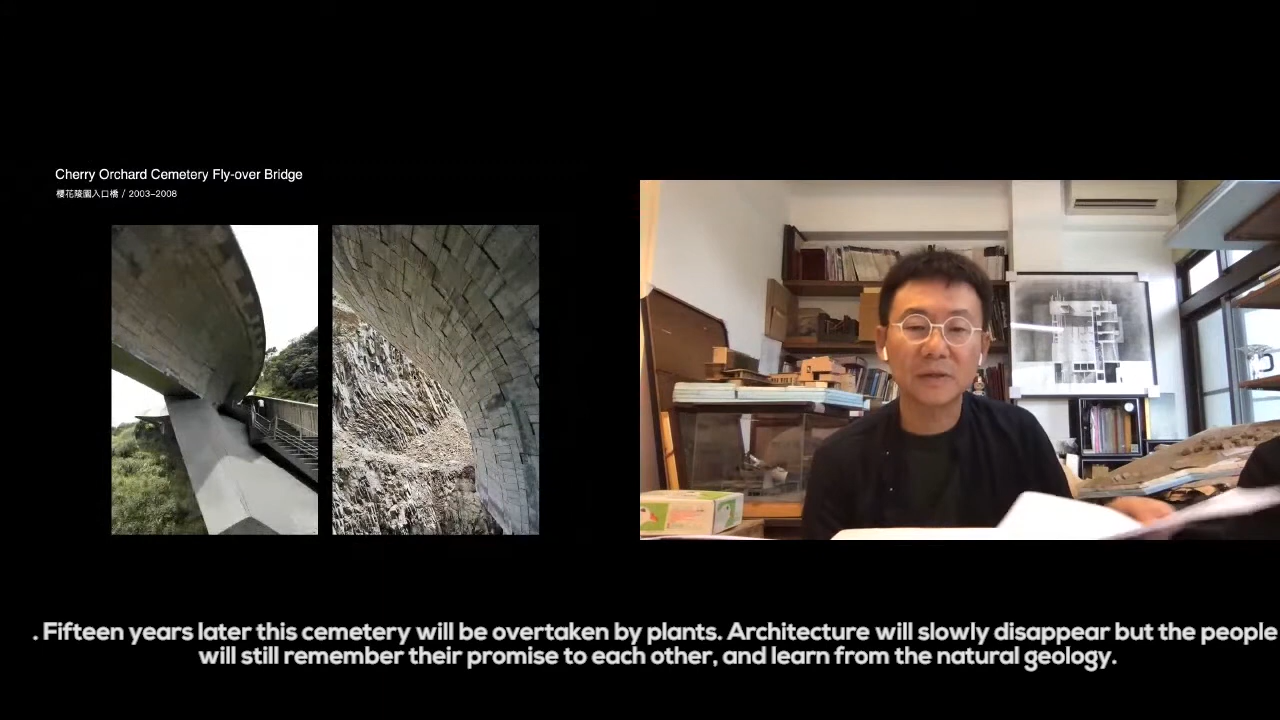 Cherry Orchard Cemetery Fly-over Bridge
櫻花陵園入口橋 / 2003–2008
. Fifteen years later this cemetery will be overtaken by plants. Architecture will slowly disappear but the people
will still remember their promise to each other, and learn from the natural geology.